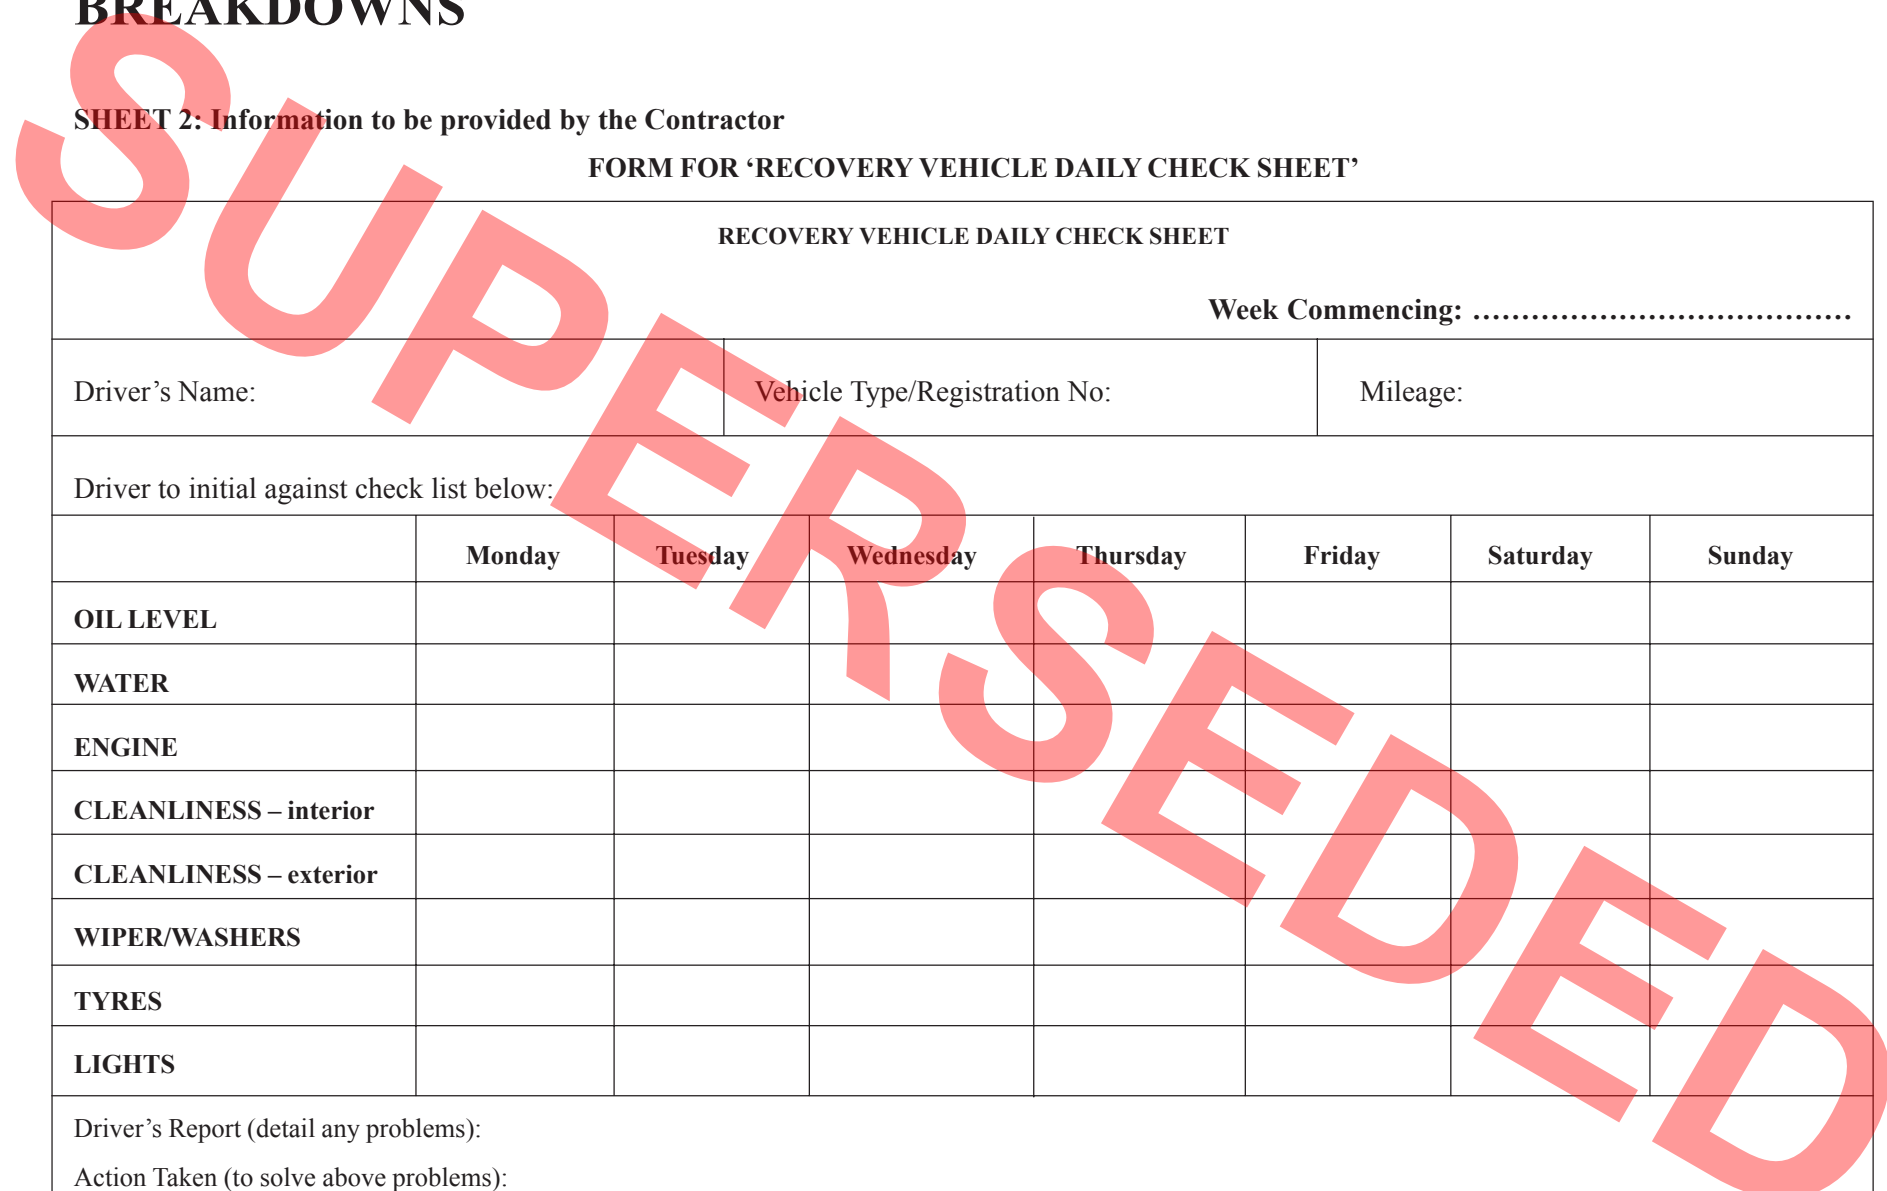 BREAKDOWNS
SHEET 2: Information to be provided by the Contractor
FORM FOR ‘RECOVERY VEHICLE DAILY CHECK SHEET’
RECOVERY VEHICLE DAILY CHECK SHEET
Week Commencing: …………………………………
Driver’s Name: Vehicle Type/Registration No: Mileage:
Driver to initial against check list below:
Monday Tuesday Wednesday Thursday Friday Saturday Sunday
OIL LEVEL
WATER
ENGINE
CLEANLINESS – interior
CLEANLINESS – exterior
WIPER/WASHERS
TYRES
LIGHTS
Driver’s Report (detail any problems):
Action Taken (to solve above problems):
SUPERSEDED